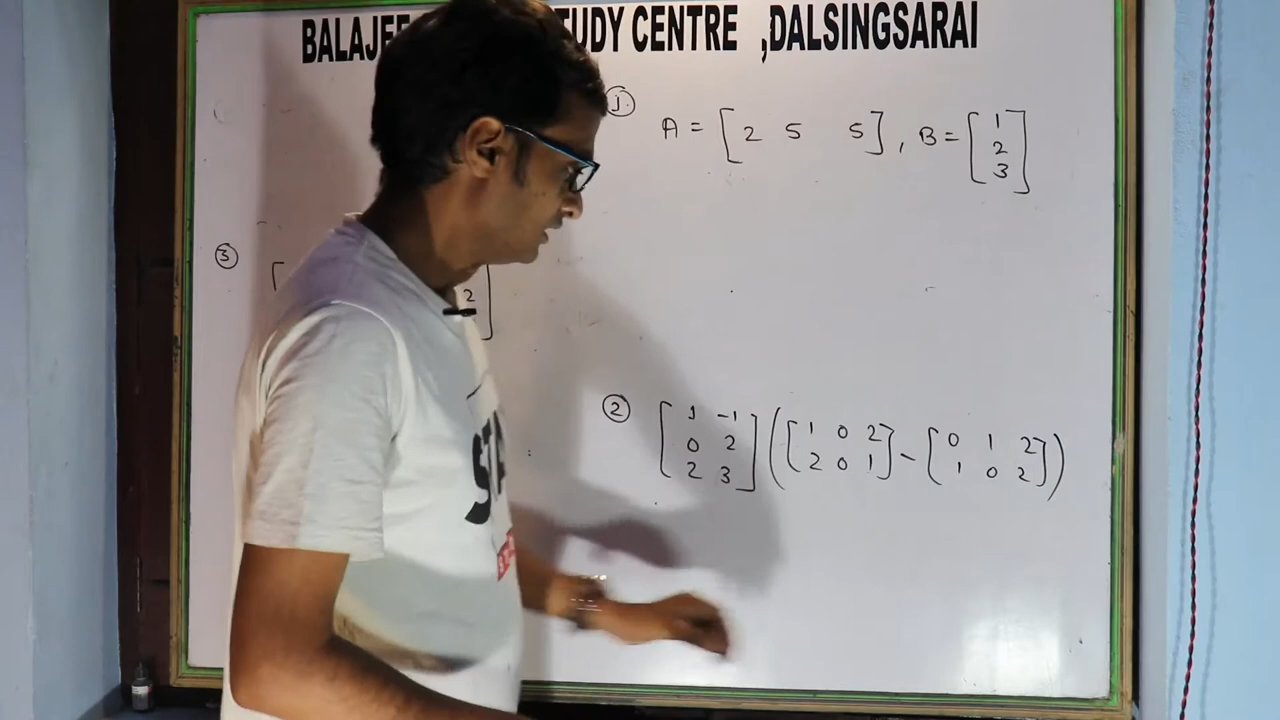 BALAJEE STUDY CENTRE ,DALSINGSARAI
① A = [2 5 5], B = [1
2
3]
③ [ 2 ]
② [1 -1
0 2
2 3] ([1 0 2
2 0 1] - [0 1 2
1 0 2])